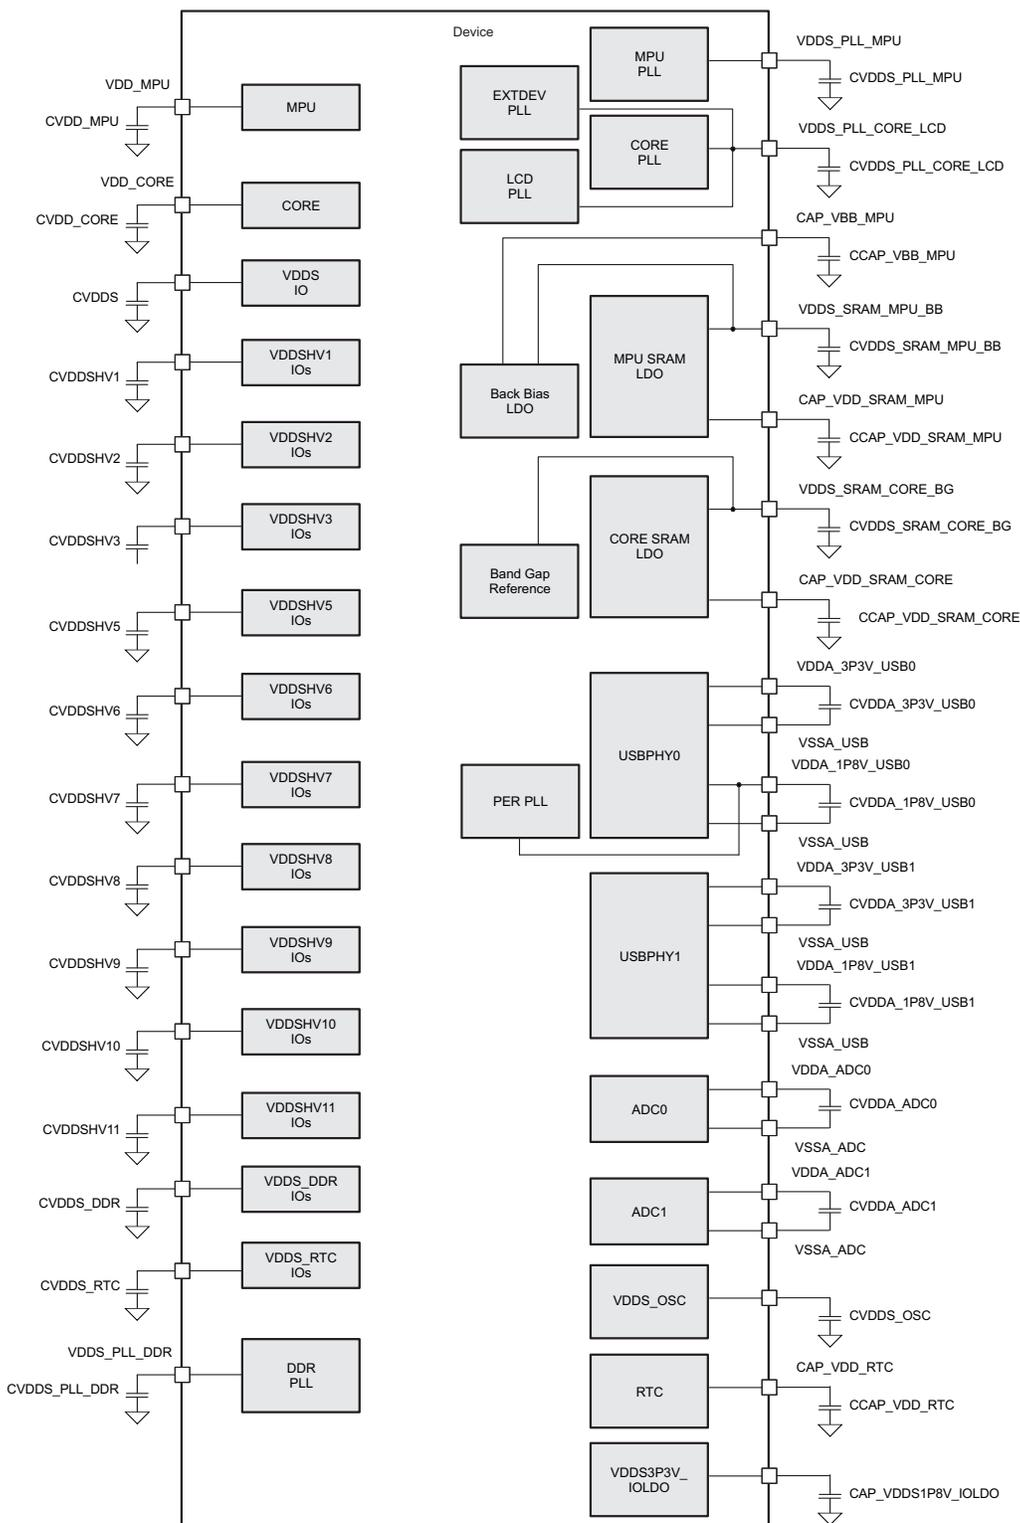 Device
VDD_MPU
CVDD_MPU
MPU
VDD_CORE
CVDD_CORE
CORE
CVDDS
VDDS
IO
CVDDSHV1
VDDSHV1
IOs
CVDDSHV2
VDDSHV2
IOs
CVDDSHV3
VDDSHV3
IOs
CVDDSHV5
VDDSHV5
IOs
CVDDSHV6
VDDSHV6
IOs
CVDDSHV7
VDDSHV7
IOs
CVDDSHV8
VDDSHV8
IOs
CVDDSHV9
VDDSHV9
IOs
CVDDSHV10
VDDSHV10
IOs
CVDDSHV11
VDDSHV11
IOs
CVDDS_DDR
VDDS_DDR
IOs
CVDDS_RTC
VDDS_RTC
IOs
VDDS_PLL_DDR
CVDDS_PLL_DDR
DDR
PLL
MPU
PLL
VDDS_PLL_MPU
CVDDS_PLL_MPU
EXTDEV
PLL
CORE
PLL
LCD
PLL
VDDS_PLL_CORE_LCD
CVDDS_PLL_CORE_LCD
CAP_VBB_MPU
CCAP_VBB_MPU
Back Bias
LDO
MPU SRAM
LDO
VDDS_SRAM_MPU_BB
CVDDS_SRAM_MPU_BB
CAP_VDD_SRAM_MPU
CCAP_VDD_SRAM_MPU
Band Gap
Reference
CORE SRAM
LDO
VDDS_SRAM_CORE_BG
CVDDS_SRAM_CORE_BG
CAP_VDD_SRAM_CORE
CCAP_VDD_SRAM_CORE
PER PLL
USBPHY0
VDDA_3P3V_USB0
CVDDA_3P3V_USB0
VSSA_USB
VDDA_1P8V_USB0
CVDDA_1P8V_USB0
VSSA_USB
USBPHY1
VDDA_3P3V_USB1
CVDDA_3P3V_USB1
VSSA_USB
VDDA_1P8V_USB1
CVDDA_1P8V_USB1
VSSA_USB
ADC0
VDDA_ADC0
CVDDA_ADC0
VSSA_ADC
ADC1
VDDA_ADC1
CVDDA_ADC1
VSSA_ADC
VDDS_OSC
CVDDS_OSC
RTC
CAP_VDD_RTC
CCAP_VDD_RTC
VDDS3P3V_
IOLDO
CAP_VDDS1P8V_IOLDO